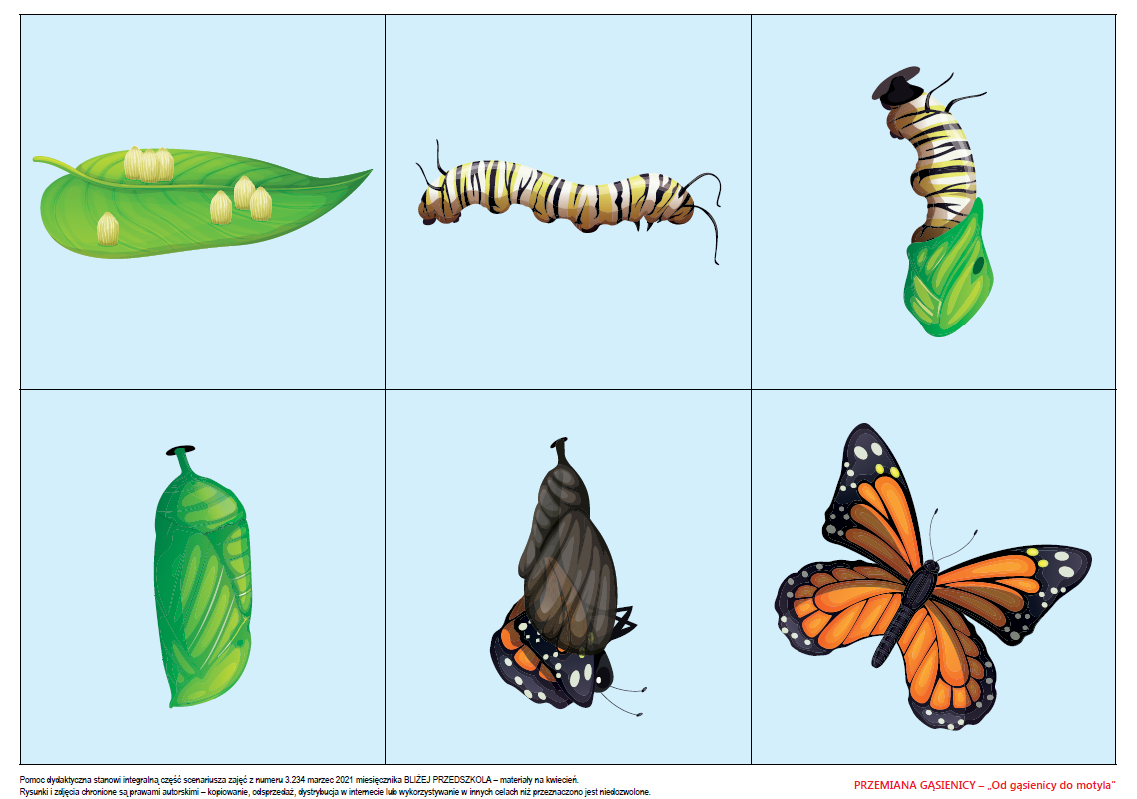 Pomoc dydaktyczna stanowi integralną część scenariusza zajęć z numeru 3.234 marzec 2021 miesięcznika BLIŻEJ PRZEDSZKOLA – materiały na kwiecień.
Rysunki i zdjęcia chronione są prawami autorskimi – kopiowanie, odsprzedaż, dystrybucja w internecie lub wykorzystywanie w innych celach niż przeznaczono jest niedozwolone.
PRZEMIANA GĄSIENICY – „Od gąsienicy do motyla”